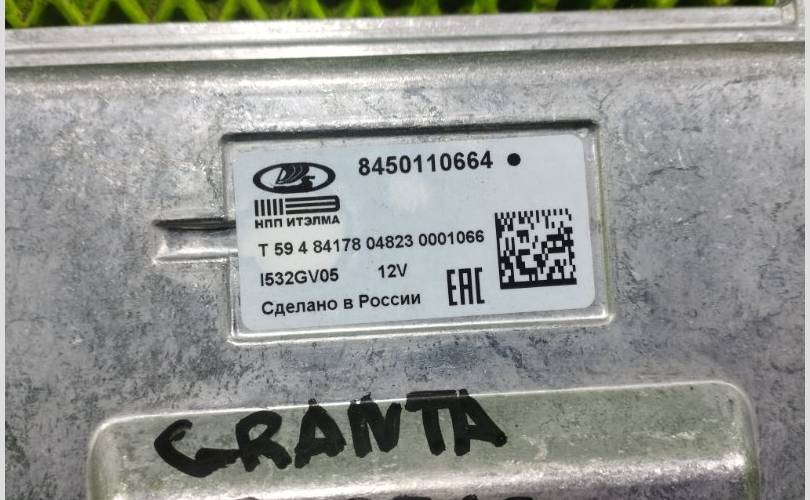 8450110664
НПП ИТЭЛМА
T 59 4 84178 04823 0001066
I532GV05 12V
EAC
Сделано в России
GRANTA